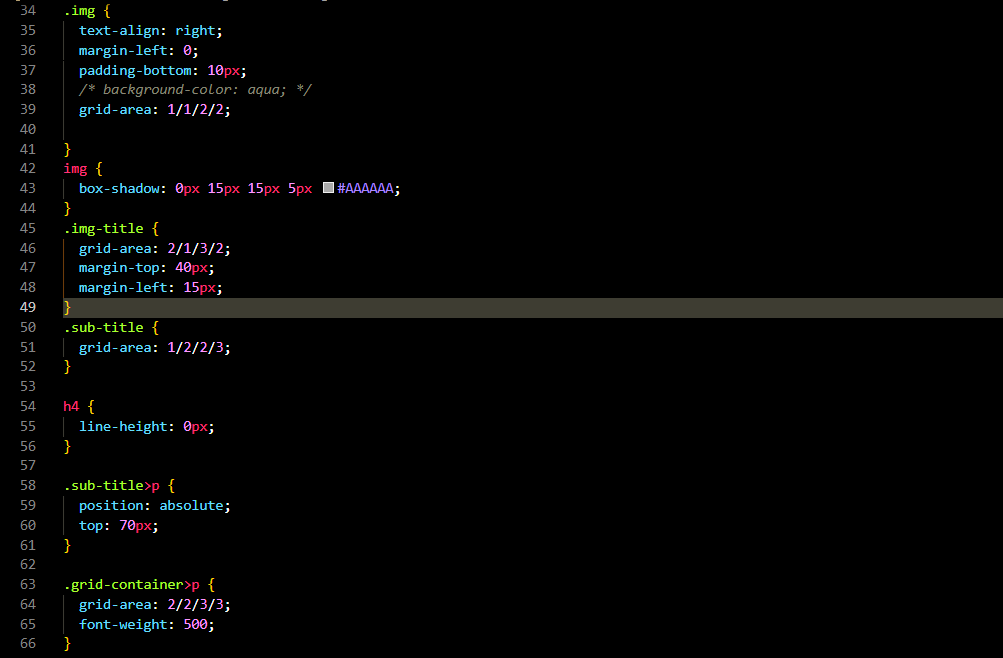 34 .img {
35 text-align: right;
36 margin-left: 0;
37 padding-bottom: 10px;
38 /* background-color: aqua; */
39 grid-area: 1/1/2/2;
40
41 }
42 img {
43 box-shadow: 0px 15px 15px 5px #AAAAAA;
44 }
45 .img-title {
46 grid-area: 2/1/3/2;
47 margin-top: 40px;
48 margin-left: 15px;
49 }
50 .sub-title {
51 grid-area: 1/2/2/3;
52 }
53
54 h4 {
55 line-height: 0px;
56 }
57
58 .sub-title>p {
59 position: absolute;
60 top: 70px;
61 }
62
63 .grid-container>p {
64 grid-area: 2/2/3/3;
65 font-weight: 500;
66 }